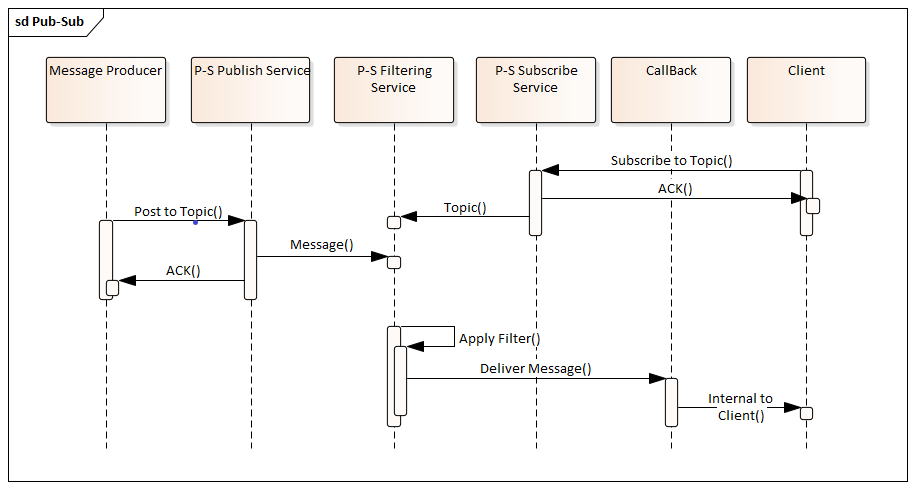 sd Pub-Sub
Message Producer
P-S Publish Service
P-S Filtering
Service
P-S Subscribe
Service
CallBack
Client
Subscribe to Topic()
ACK()
Topic()
Post to Topic()
Message()
ACK()
Apply Filter()
Deliver Message()
Internal to
Client()